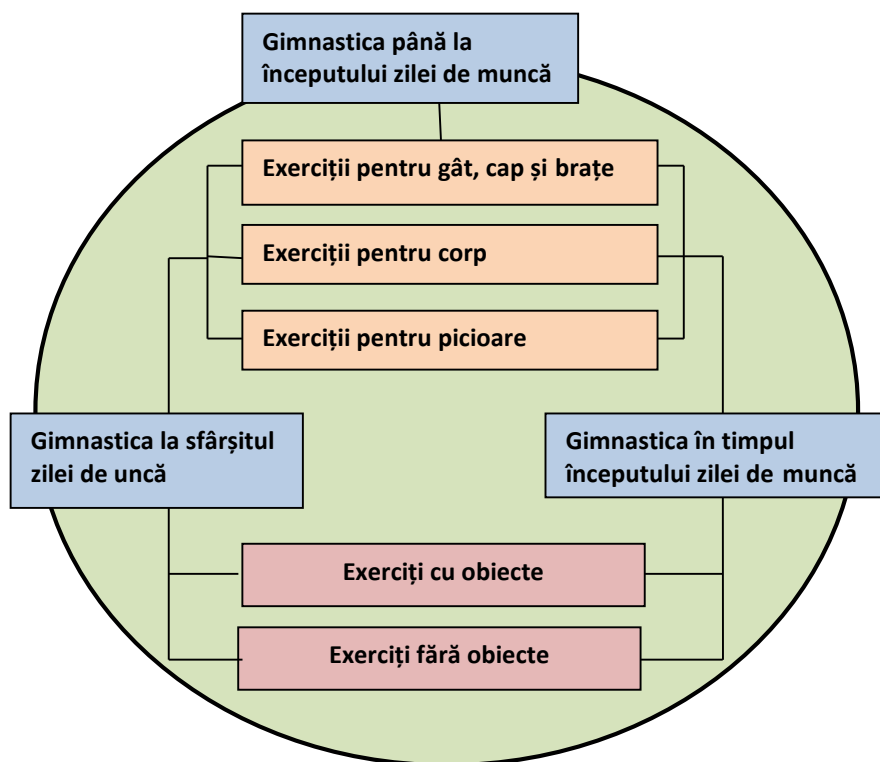 Gimnastica până la
începutului zilei de muncă
Exerciții pentru gât, cap și brațe
Exerciții pentru corp
Exerciții pentru picioare
Gimnastica la sfârșitul
zilei de uncă
Gimnastica în timpul
începutului zilei de muncă
Exerciți cu obiecte
Exerciți fără obiecte